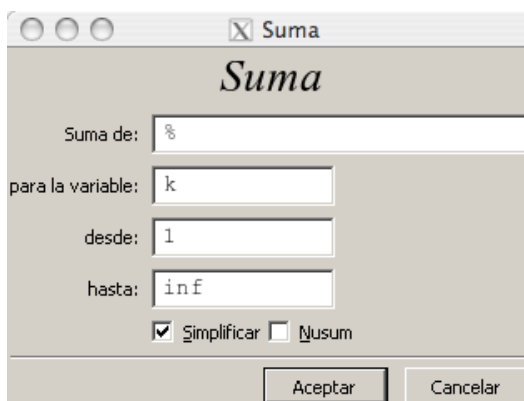 Suma
Suma
Suma de: %
para la variable: k
desde: 1
hasta: inf
Simplificar Nusum
Aceptar Cancelar